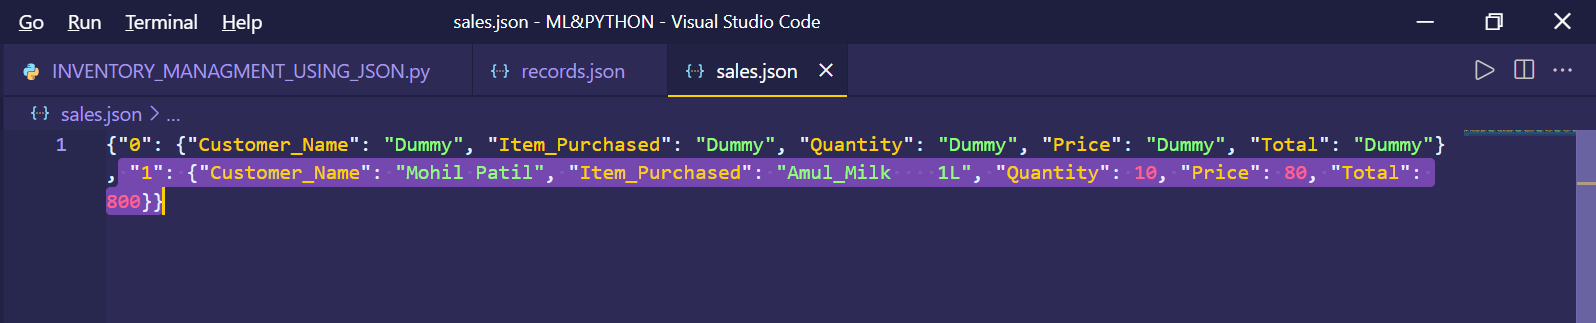 Go Run Terminal Help sales.json - ML&PYTHON - Visual Studio Code
INVENTORY_MANAGMENT_USING_JSON.py records.json sales.json
sales.json > ...
1 {"0": {"Customer_Name": "Dummy", "Item_Purchased": "Dummy", "Quantity": "Dummy", "Price": "Dummy", "Total": "Dummy"}
, "1": {"Customer_Name": "Mohil Patil", "Item_Purchased": "Amul_Milk   1L", "Quantity": 10, "Price": 80, "Total":
800}}